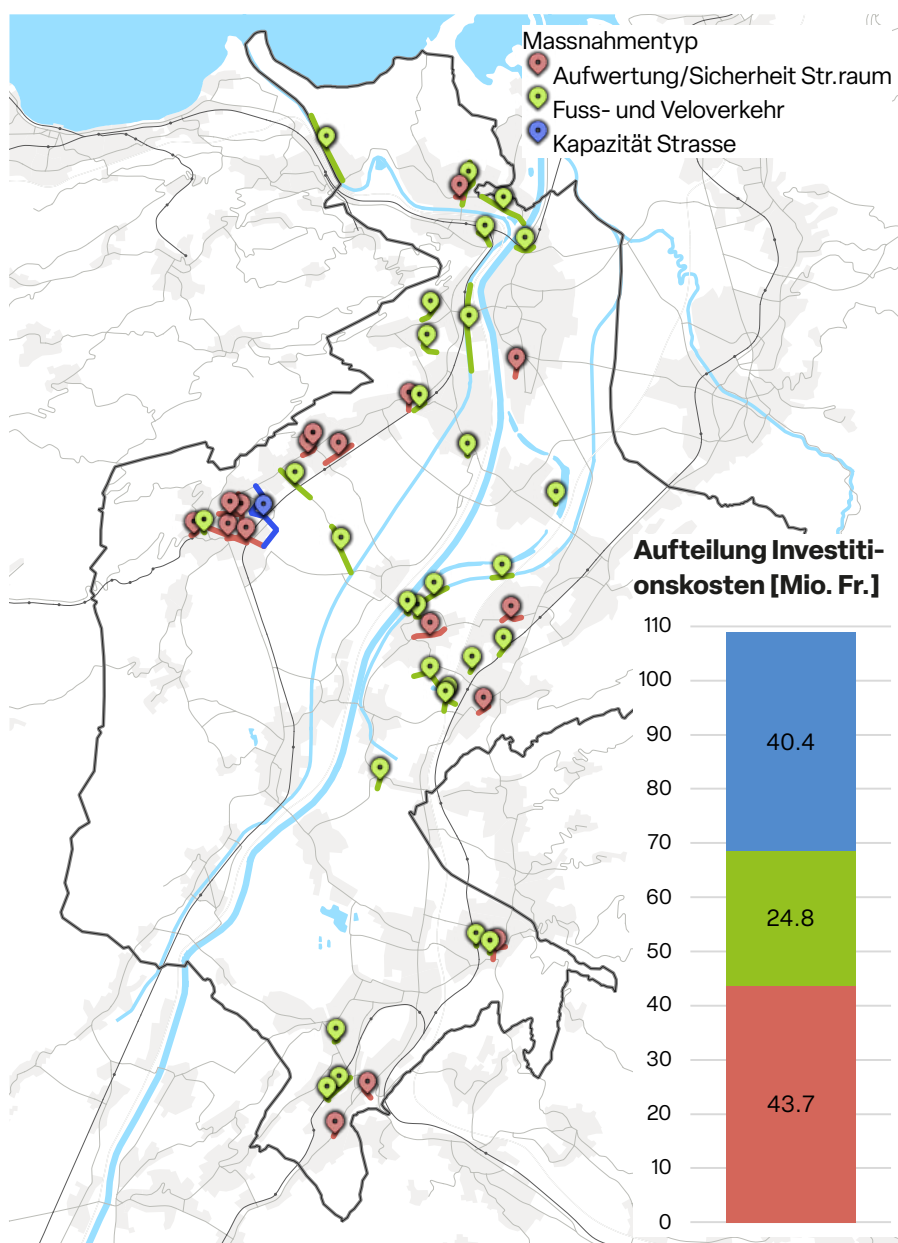 Massnahmentyp
Aufwertung/Sicherheit Str.raum
Fuss- und Veloverkehr
Kapazität Strasse
Aufteilung Investiti-
onskosten [Mio. Fr.]
110
100
90
80
70
60
50
40
30
20
10
0
40.4
24.8
43.7